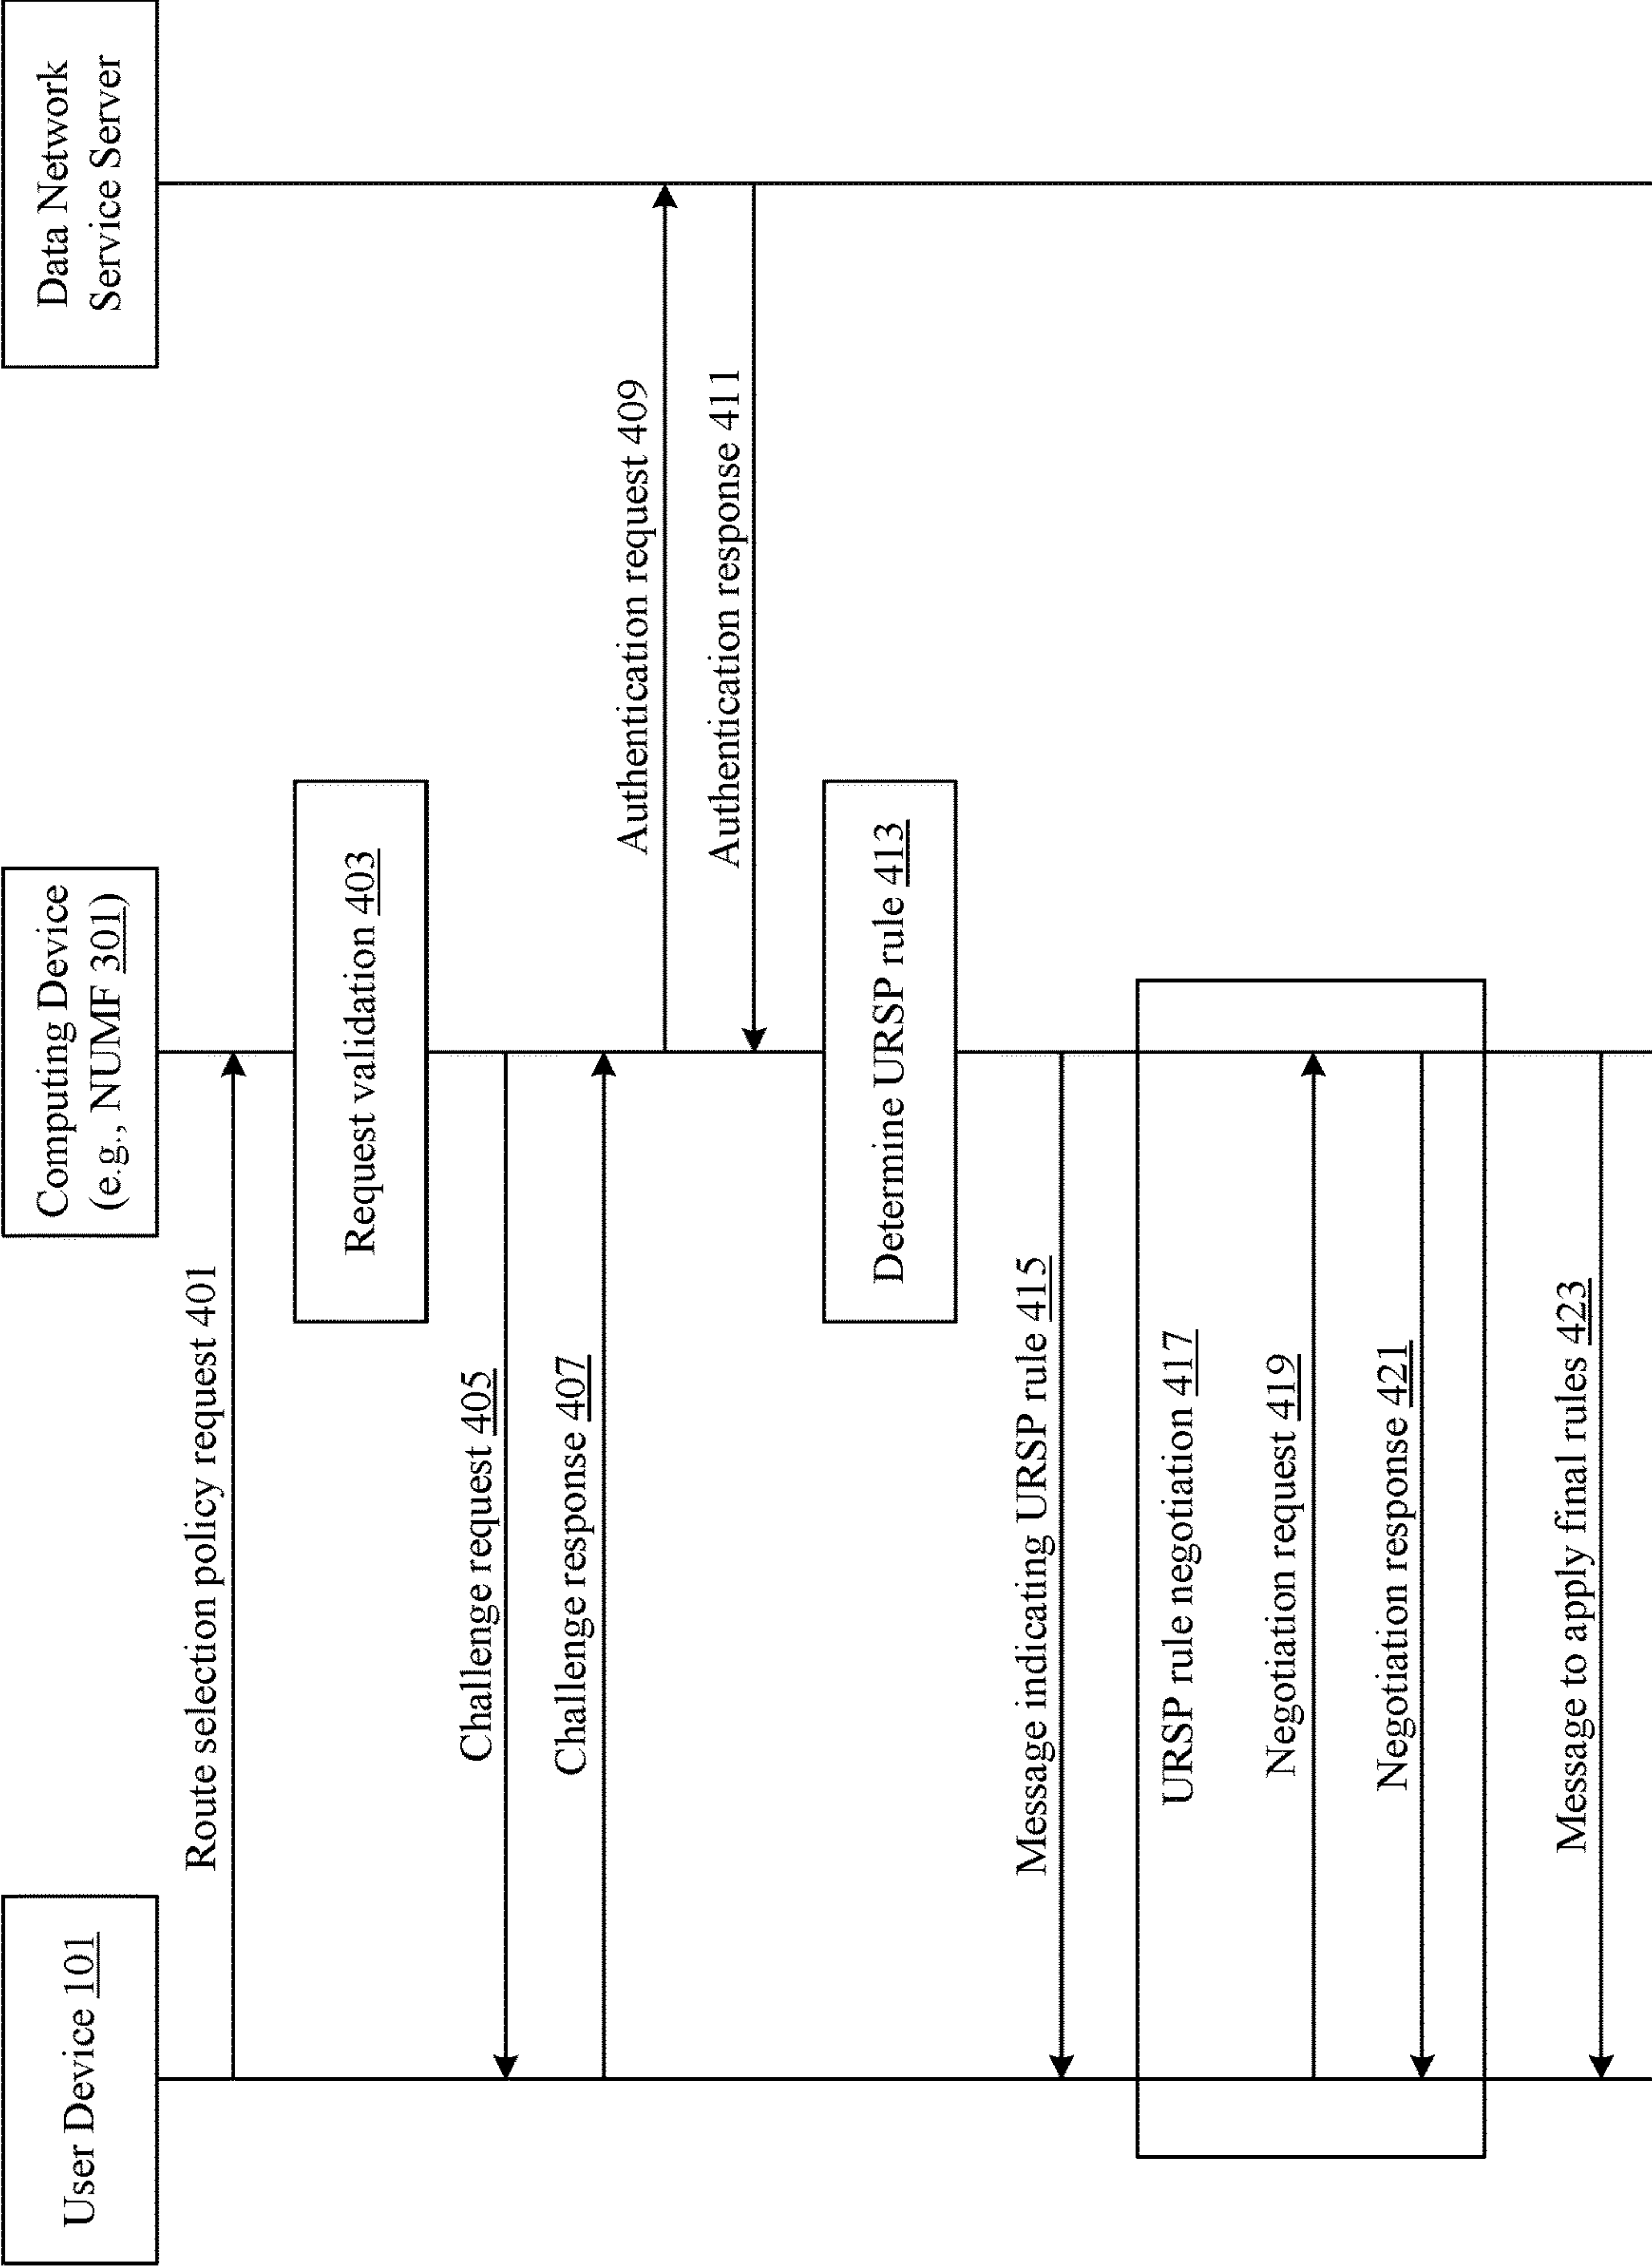 User Device 101
Computing Device
(e.g., NUMF 301)
Data Network
Service Server
Route selection policy request 401
Request validation 403
Challenge request 405
Challenge response 407
Authentication request 409
Authentication response 411
Determine URSP rule 413
Message indicating URSP rule 415
URSP rule negotiation 417
Negotiation request 419
Negotiation response 421
Message to apply final rules 423